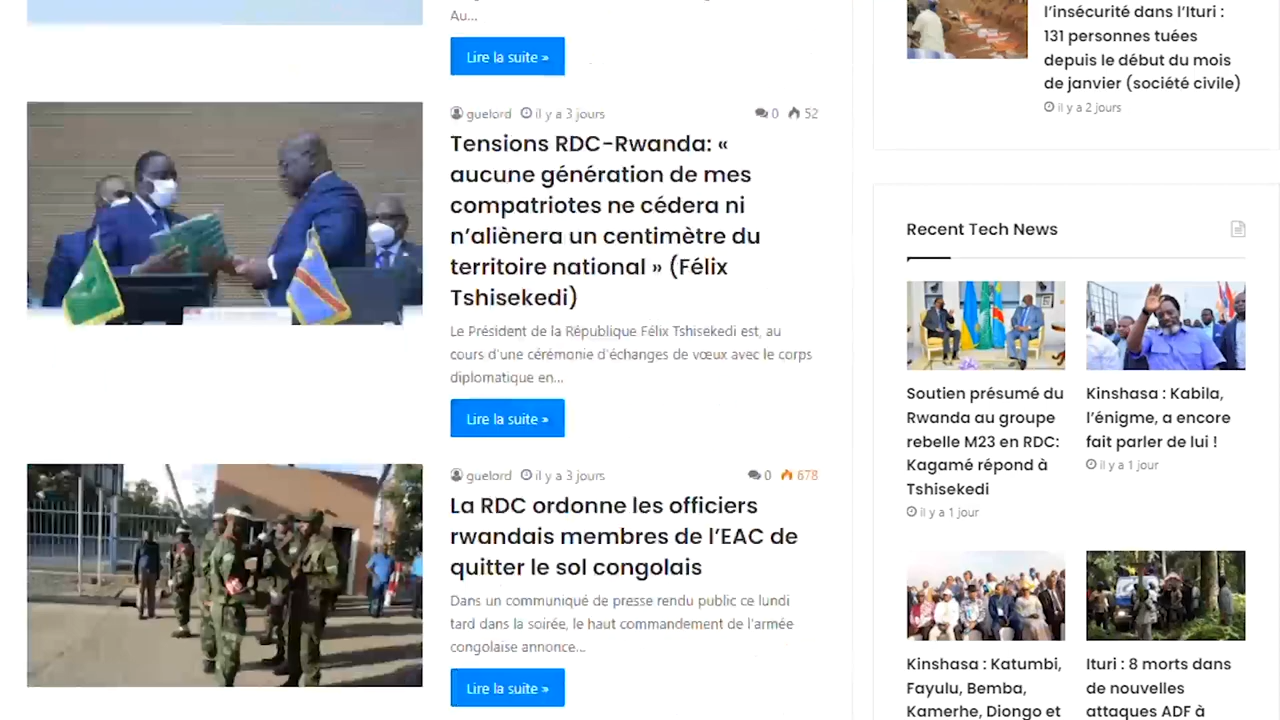 Au...
Lire la suite »
guelord il y a 3 jours 0 52
Tensions RDC-Rwanda: «
aucune génération de mes
compatriotes ne cédera ni
n’aliènera un centimètre du
territoire national » (Félix
Tshisekedi)
Le Président de la République Félix Tshisekedi est, au
cours d’une cérémonie d’échanges de vœux avec le corps
diplomatique en...
Lire la suite »
guelord il y a 3 jours 0 678
La RDC ordonne les officiers
rwandais membres de l’EAC de
quitter le sol congolais
Dans un communiqué de presse rendu public ce lundi
tard dans la soirée, le haut commandement de l’armée
congolaise annonce...
Lire la suite »
l’insécurité dans l’Ituri :
131 personnes tuées
depuis le début du mois
de janvier (société civile)
il y a 2 jours
Recent Tech News
Soutien présumé du
Rwanda au groupe
rebelle M23 en RDC:
Kagamé répond à
Tshisekedi
il y a 1 jour
Kinshasa : Kabila,
l’énigme, a encore
fait parler de lui !
il y a 1 jour
Kinshasa : Katumbi,
Fayulu, Bemba,
Kamerhe, Diongo et
Ituri : 8 morts dans
de nouvelles
attaques ADF à